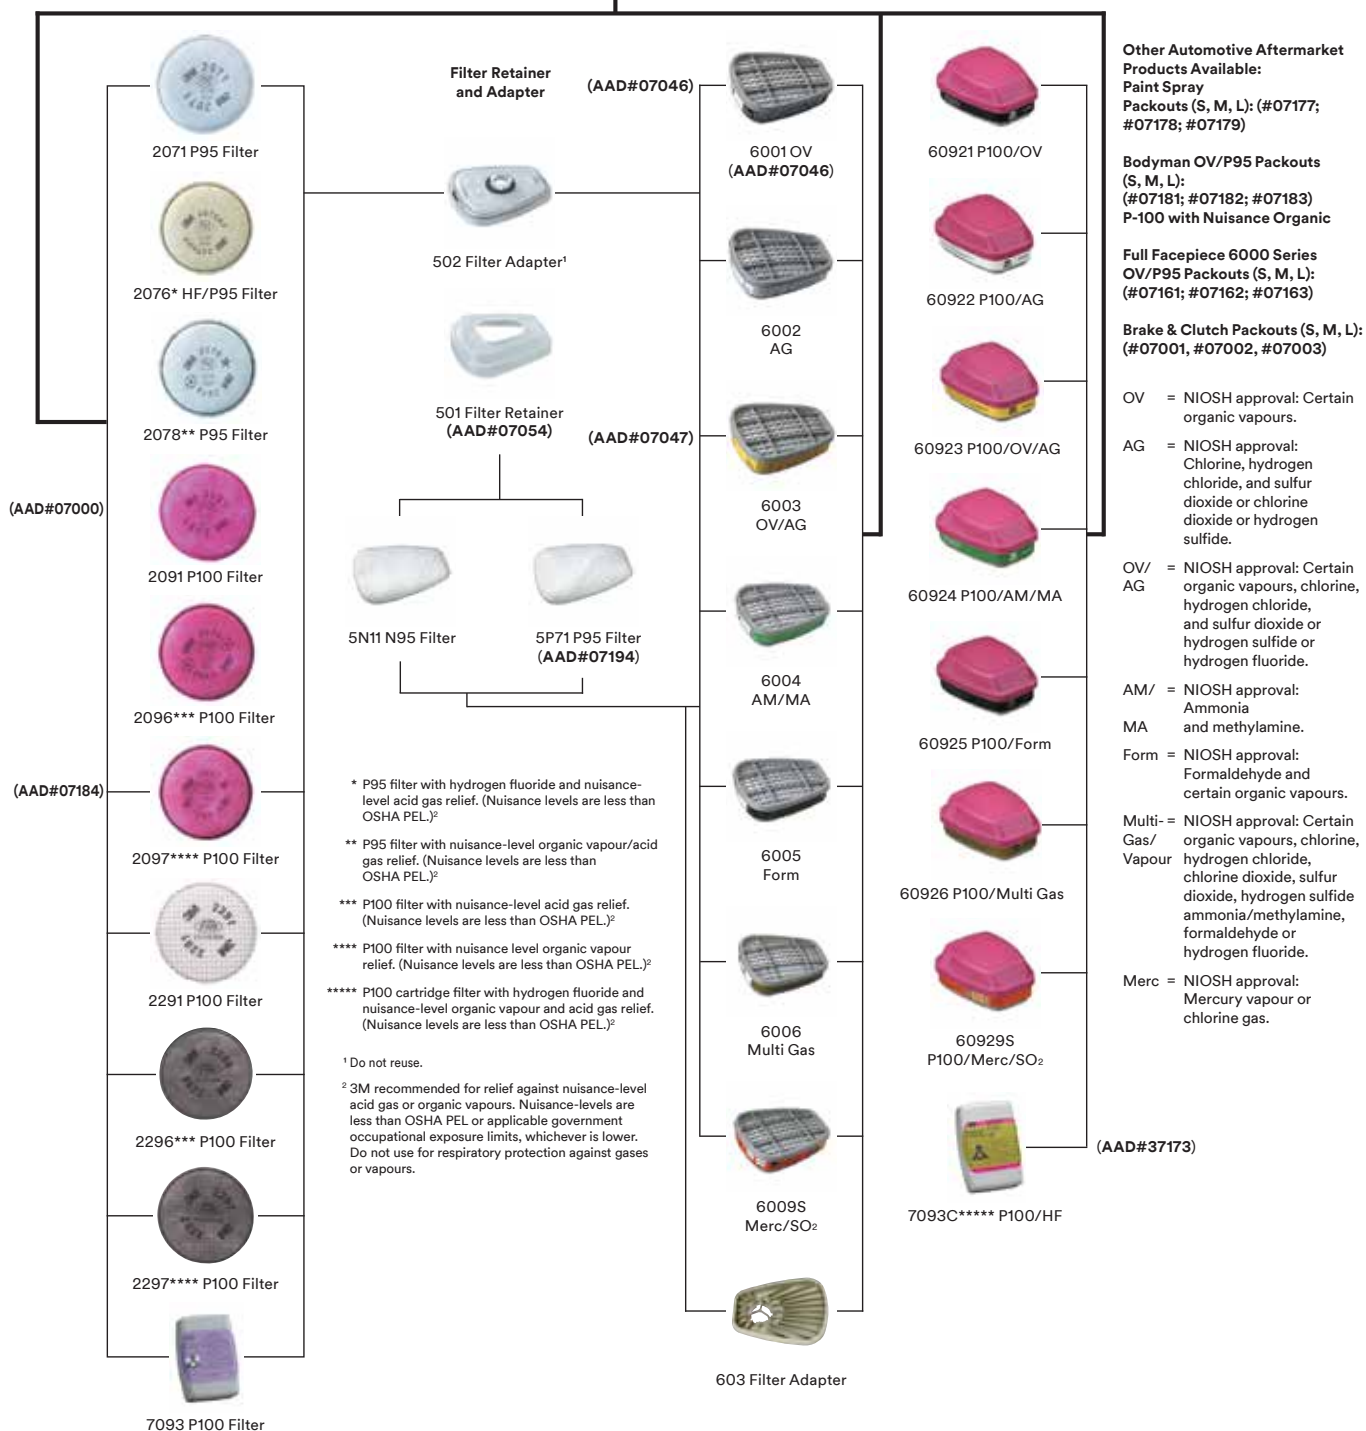 2071 P95 Filter
2076* HF/P95 Filter
2078** P95 Filter
(AAD#07000)
2091 P100 Filter
2096*** P100 Filter
(AAD#07184)
2097**** P100 Filter
2291 P100 Filter
2296*** P100 Filter
2297**** P100 Filter
7093 P100 Filter
Filter Retainer
and Adapter
502 Filter Adapter¹
501 Filter Retainer
(AAD#07054)
5N11 N95 Filter
5P71 P95 Filter
(AAD#07194)
* P95 filter with hydrogen fluoride and nuisance-
level acid gas relief. (Nuisance levels are less than
OSHA PEL.)²
** P95 filter with nuisance-level organic vapour/acid
gas relief. (Nuisance levels are less than
OSHA PEL.)²
*** P100 filter with nuisance-level acid gas relief.
(Nuisance levels are less than OSHA PEL.)²
**** P100 filter with nuisance level organic vapour
relief. (Nuisance levels are less than OSHA PEL.)²
***** P100 cartridge filter with hydrogen fluoride and
nuisance-level organic vapour and acid gas relief.
(Nuisance levels are less than OSHA PEL.)²
¹ Do not reuse.
² 3M recommended for relief against nuisance-level
acid gas or organic vapours. Nuisance-levels are
less than OSHA PEL or applicable government
occupational exposure limits, whichever is lower.
Do not use for respiratory protection against gases
or vapours.
(AAD#07046)
6001 OV
(AAD#07046)
6002
AG
(AAD#07047)
6003
OV/AG
6004
AM/MA
6005
Form
6006
Multi Gas
6009S
Merc/SO₂
603 Filter Adapter
60921 P100/OV
60922 P100/AG
60923 P100/OV/AG
60924 P100/AM/MA
60925 P100/Form
60926 P100/Multi Gas
60929S
P100/Merc/SO₂
(AAD#37173)
7093C***** P100/HF
Other Automotive Aftermarket
Products Available:
Paint Spray
Packouts (S, M, L): (#07177;
#07178; #07179)
Bodyman OV/P95 Packouts
(S, M, L):
(#07181; #07182; #07183)
P-100 with Nuisance Organic
Full Facepiece 6000 Series
OV/P95 Packouts (S, M, L):
(#07161; #07162; #07163)
Brake & Clutch Packouts (S, M, L):
(#07001, #07002, #07003)
OV = NIOSH approval: Certain
organic vapours.
AG = NIOSH approval:
Chlorine, hydrogen
chloride, and sulfur
dioxide or chlorine
dioxide or hydrogen
sulfide.
OV/ = NIOSH approval: Certain
AG organic vapours, chlorine,
hydrogen chloride,
and sulfur dioxide or
hydrogen sulfide or
hydrogen fluoride.
AM/ = NIOSH approval:
Ammonia
MA and methylamine.
Form = NIOSH approval:
Formaldehyde and
certain organic vapours.
Multi- = NIOSH approval: Certain
Gas/ organic vapours, chlorine,
Vapour hydrogen chloride,
chlorine dioxide, sulfur
dioxide, hydrogen sulfide
ammonia/methylamine,
formaldehyde or
hydrogen fluoride.
Merc = NIOSH approval:
Mercury vapour or
chlorine gas.